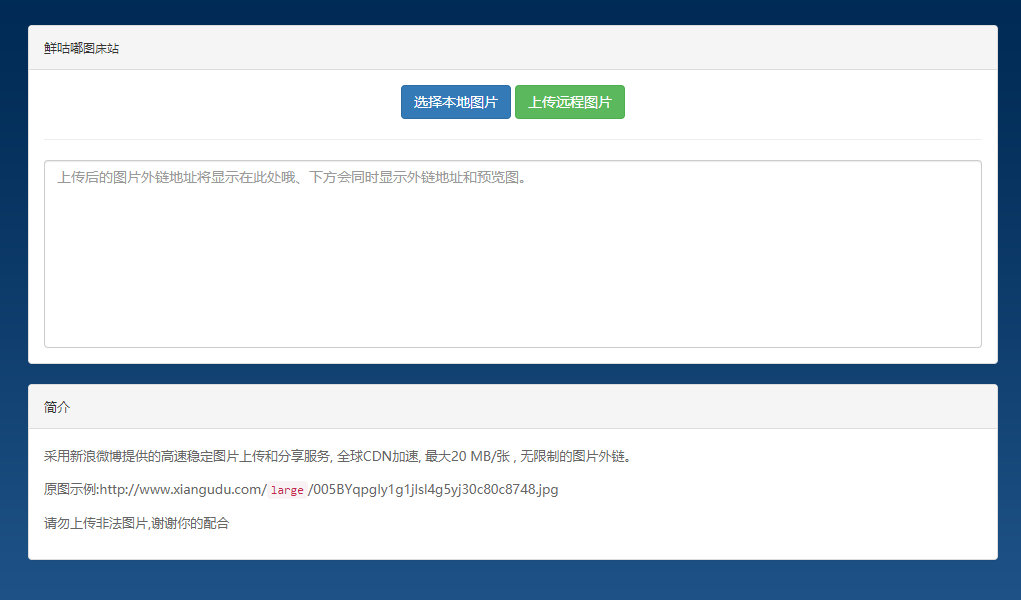 鲜咕嘟图床站
选择本地图片 上传远程图片
上传后的图片外链地址将显示在此处哦、下方会同时显示外链地址和预览图。
简介
采用新浪微博提供的高速稳定图片上传和分享服务, 全球CDN加速, 最大20 MB/张 , 无限制的图片外链。
原图示例:http://www.xiangudu.com/ large /005BYqpgly1g1jlsl4g5yj30c80c8748.jpg
请勿上传非法图片,谢谢你的配合